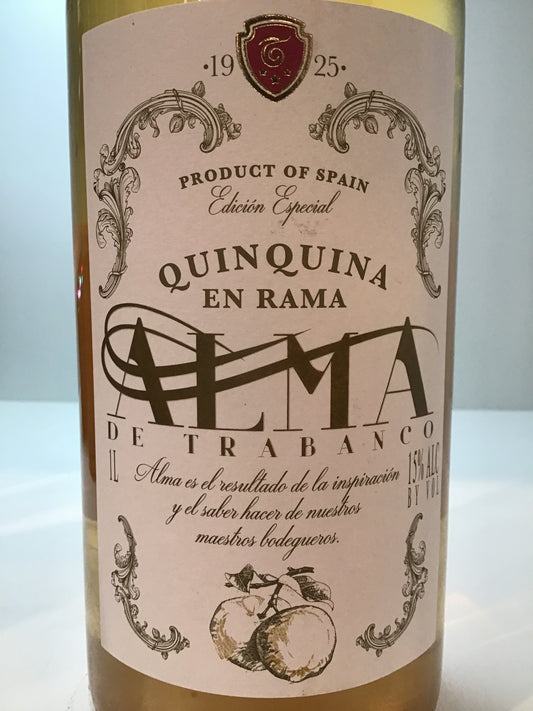 ·19 25·
PRODUCT OF SPAIN
Edición Especial
QUINQUINA
EN RAMA
ALMA
DE TRABANCO
1L
15% ALC
BY VOL
Alma es el resultado de la inspiración
y el saber hacer de nuestros
maestros bodegueros.